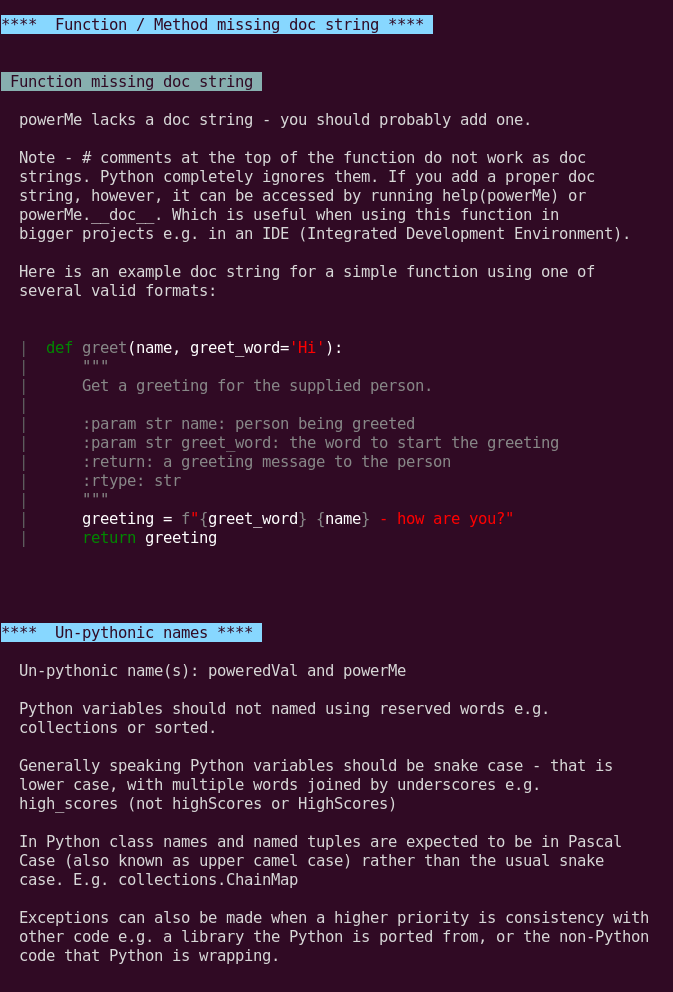 ****  Function / Method missing doc string ****
Function missing doc string
powerMe lacks a doc string - you should probably add one.
Note - # comments at the top of the function do not work as doc
strings. Python completely ignores them. If you add a proper doc
string, however, it can be accessed by running help(powerMe) or
powerMe.__doc__. Which is useful when using this function in
bigger projects e.g. in an IDE (Integrated Development Environment).
Here is an example doc string for a simple function using one of
several valid formats:
|  def greet(name, greet_word='Hi'):
|      """
|      Get a greeting for the supplied person.
|
|      :param str name: person being greeted
|      :param str greet_word: the word to start the greeting
|      :return: a greeting message to the person
|      :rtype: str
|      """
|      greeting = f"{greet_word} {name} - how are you?"
|      return greeting
****  Un-pythonic names ****
Un-pythonic name(s): poweredVal and powerMe
Python variables should not named using reserved words e.g.
collections or sorted.
Generally speaking Python variables should be snake case - that is
lower case, with multiple words joined by underscores e.g.
high_scores (not highScores or HighScores)
In Python class names and named tuples are expected to be in Pascal
Case (also known as upper camel case) rather than the usual snake
case. E.g. collections.ChainMap
Exceptions can also be made when a higher priority is consistency with
other code e.g. a library the Python is ported from, or the non-Python
code that Python is wrapping.